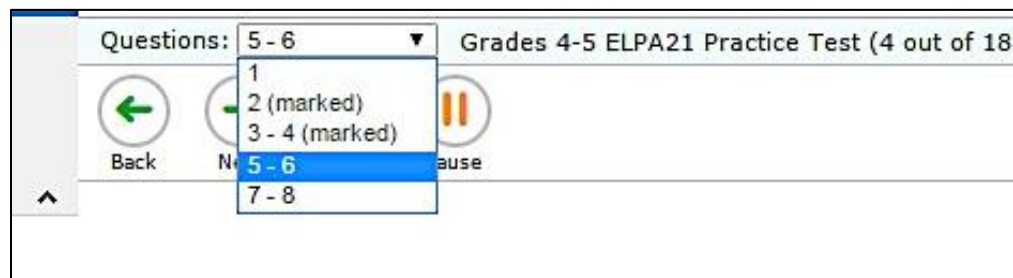 Questions: 5 - 6 Grades 4-5 ELPA21 Practice Test (4 out of 18
1
2 (marked)
3 - 4 (marked)
5 - 6
7 - 8
Back